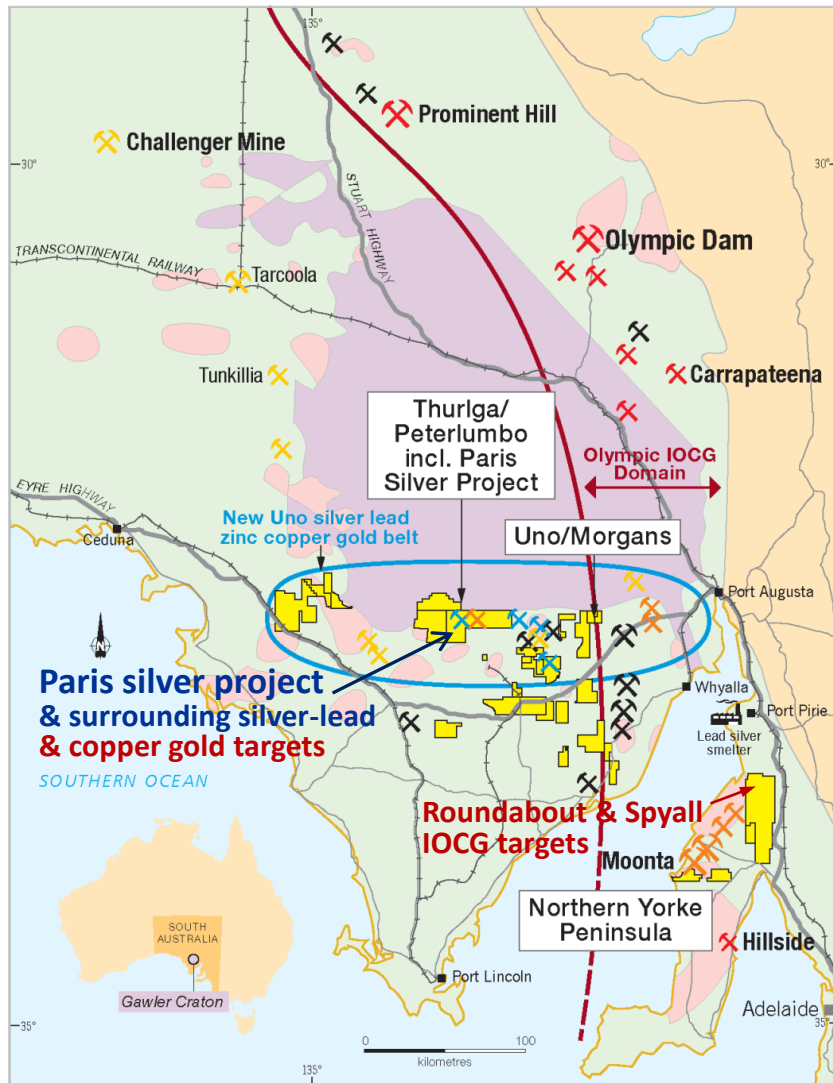 135°
Prominent Hill
Challenger Mine
30°
30°
STUART HIGHWAY
TRANSCONTINENTAL RAILWAY
Olympic Dam
Tarcoola
Tunkillia
Carrapateena
Thurlga/
Peterlumbo
incl. Paris
Silver Project
Olympic IOCG
Domain
EYRE HIGHWAY
Ceduna
New Uno silver lead
zinc copper gold belt
Uno/Morgans
Port Augusta
N
Paris silver project
& surrounding silver-lead
& copper gold targets
Whyalla
Port Pirie
Lead silver
smelter
SOUTHERN OCEAN
Roundabout & Spyall
IOCG targets
Moonta
Northern Yorke
Peninsula
Hillside
SOUTH
AUSTRALIA
Gawler Craton
Port Lincoln
Adelaide
35°
35°
0 100
kilometres
135°